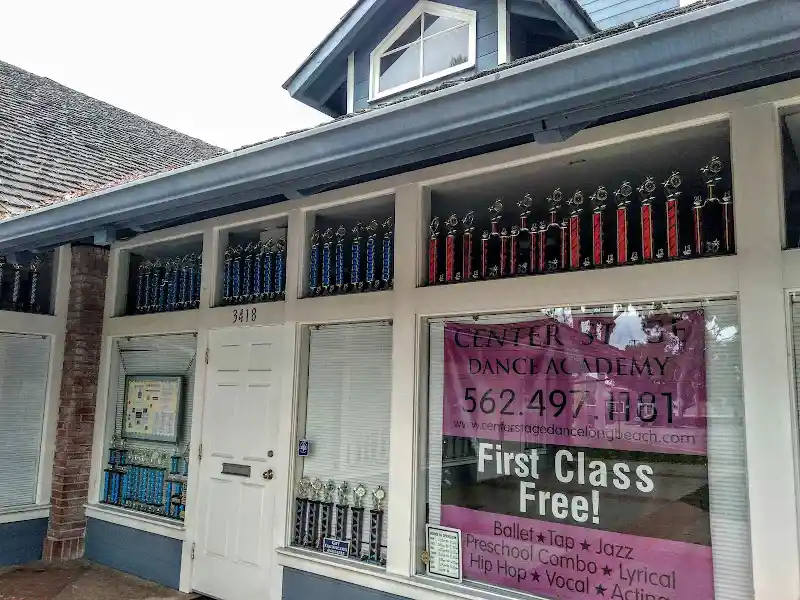 3418
CENTER STAGE
DANCE ACADEMY
562.497.1181
www.centerstagedancelongbeach.com
First Class
Free!
Ballet★Tap★Jazz
Preschool Combo★Lyrical
Hip Hop★Vocal★Acting